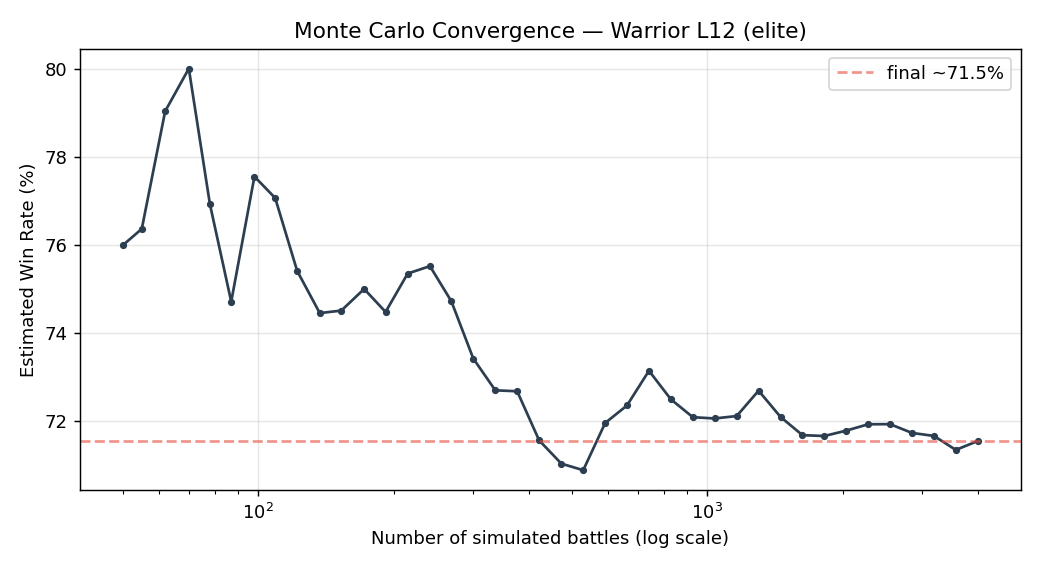 Monte Carlo Convergence — Warrior L12 (elite)
final ~71.5%
Estimated Win Rate (%)
80
78
76
74
72
10²
10³
Number of simulated battles (log scale)